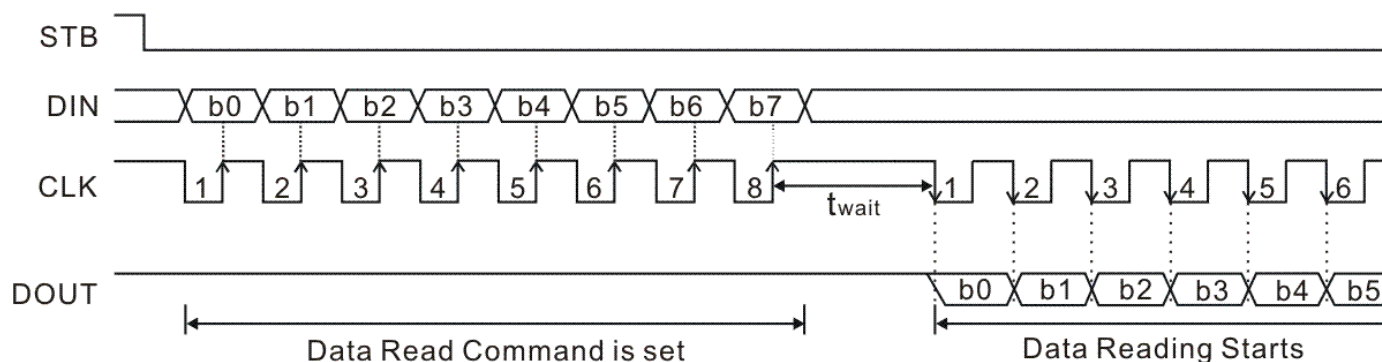 STB
DIN b0 b1 b2 b3 b4 b5 b6 b7
CLK 1 2 3 4 5 6 7 8 1 2 3 4 5 6
twait
DOUT b0 b1 b2 b3 b4 b5
Data Read Command is set Data Reading Starts